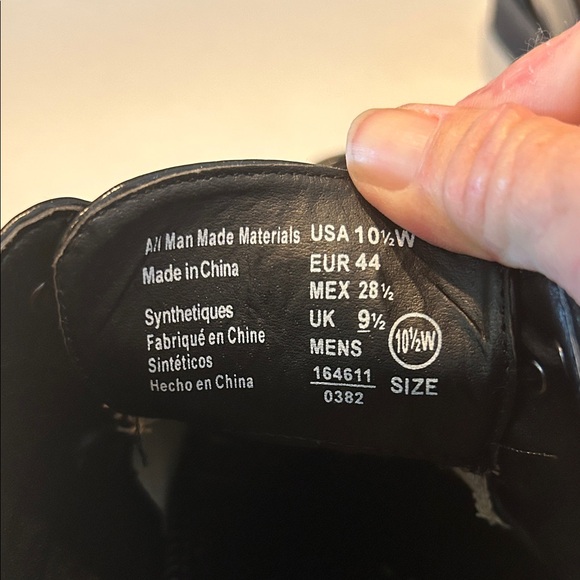 All Man Made Materials
Made in China
Synthetiques
Fabriqué en Chine
Sintéticos
Hecho en China
USA 10½W
EUR 44
MEX 28½
UK 9½
MENS
164611
0382
10½W
SIZE